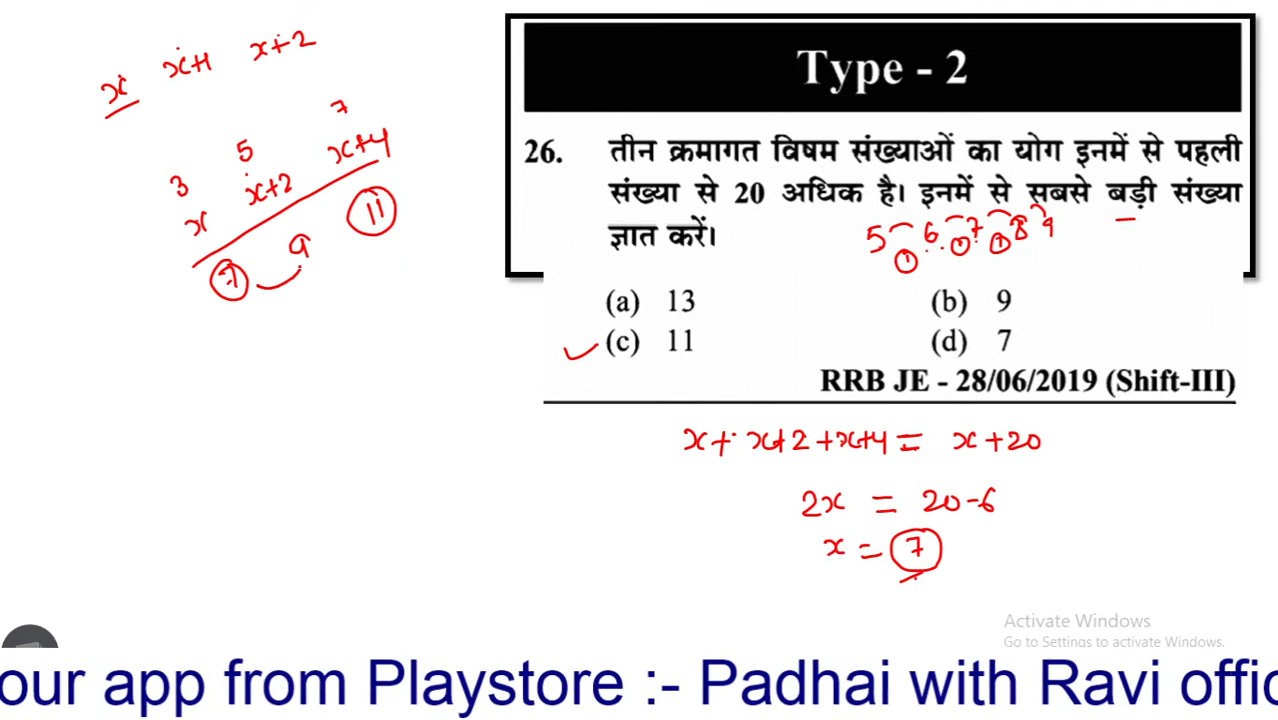 x x+1 x+2
3 5 7
x x+2 x+4
7 9 11
Type - 2
26. तीन क्रमागत विषम संख्याओं का योग इनमें से पहली
संख्या से 20 अधिक है। इनमें से सबसे बड़ी संख्या
ज्ञात करें।
5 6 7 8 9
1 1 1
(a) 13 (b) 9
(c) 11 (d) 7
RRB JE - 28/06/2019 (Shift-III)
x + x+2 + x+4 = x + 20
2x = 20-6
x = 7
Activate Windows
Go to Settings to activate Windows.
our app from Playstore :- Padhai with Ravi offic